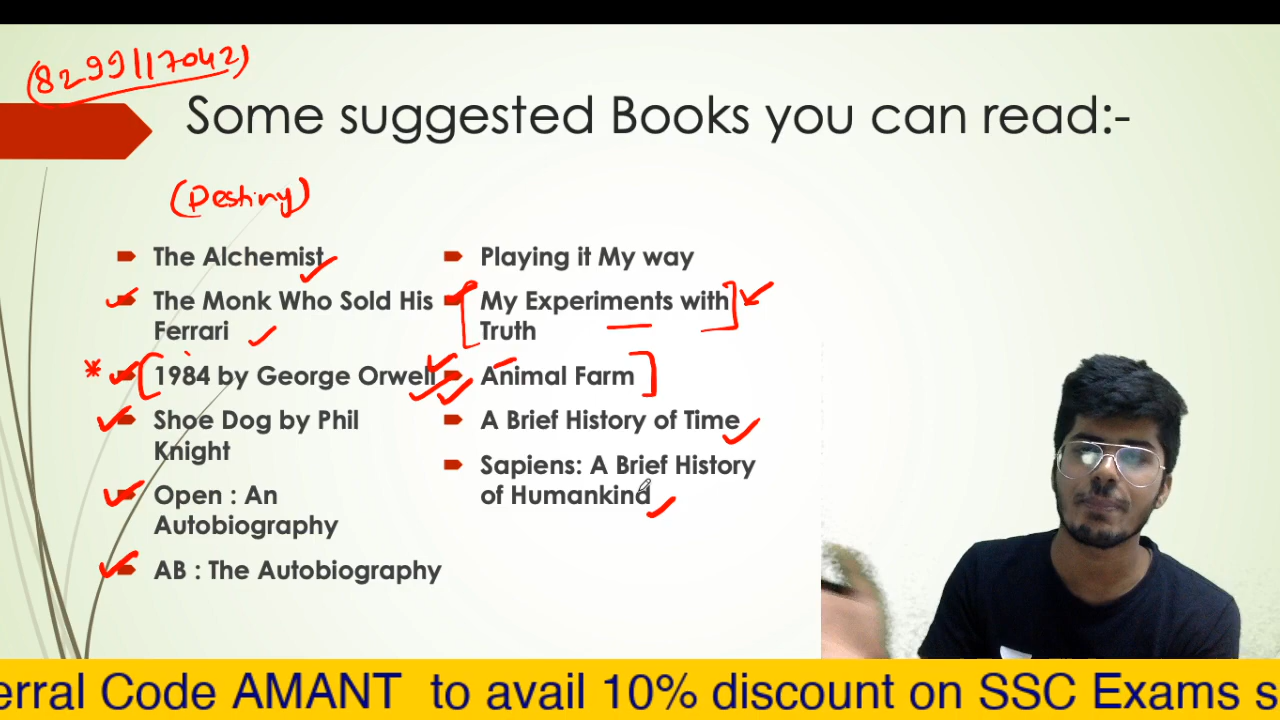 (8299117042)
Some suggested Books you can read:-
(Destiny)
The Alchemist
The Monk Who Sold His
Ferrari
1984 by George Orwell
Shoe Dog by Phil
Knight
Open : An
Autobiography
AB : The Autobiography
Playing it My way
My Experiments with
Truth
Animal Farm
A Brief History of Time
Sapiens: A Brief History
of Humankind
erral Code AMANT to avail 10% discount on SSC Exams s